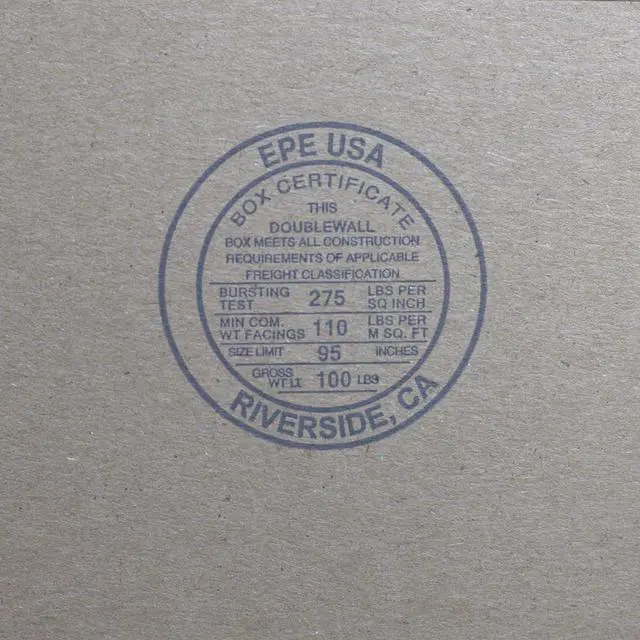 EPE USA
BOX CERTIFICATE
THIS
DOUBLEWALL
BOX MEETS ALL CONSTRUCTION
REQUIREMENTS OF APPLICABLE
FREIGHT CLASSIFICATION
BURSTING TEST 275 LBS PER SQ INCH
MIN COM. WT FACINGS 110 LBS PER M SQ. FT
SIZE LIMIT 95 INCHES
GROSS WT LT 100 LBS
RIVERSIDE, CA